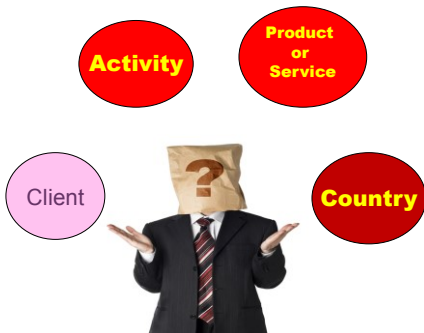 Activity
Product
or
Service
Client
?
Country